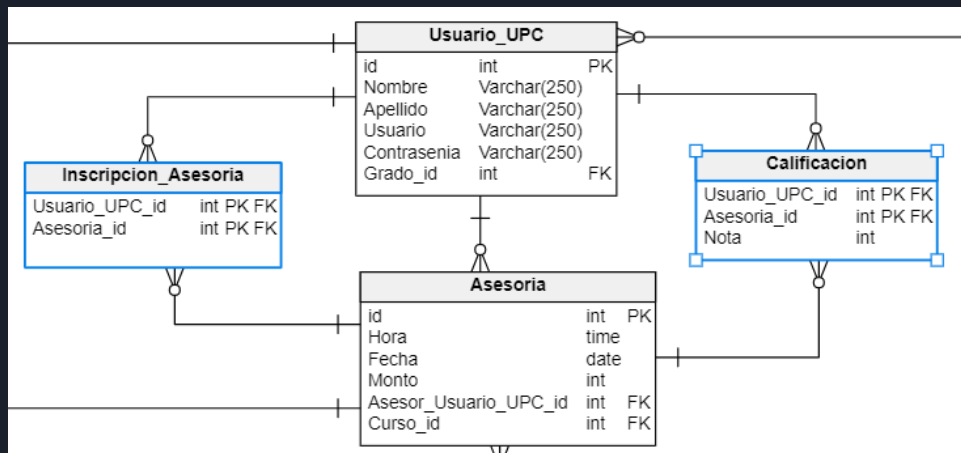 Usuario_UPC
id int PK
Nombre Varchar(250)
Apellido Varchar(250)
Usuario Varchar(250)
Contrasenia Varchar(250)
Grado_id int FK
Inscripcion_Asesoria
Usuario_UPC_id int PK FK
Asesoria_id int PK FK
Calificacion
Usuario_UPC_id int PK FK
Asesoria_id int PK FK
Nota int
Asesoria
id int PK
Hora time
Fecha date
Monto int
Asesor_Usuario_UPC_id int FK
Curso_id int FK